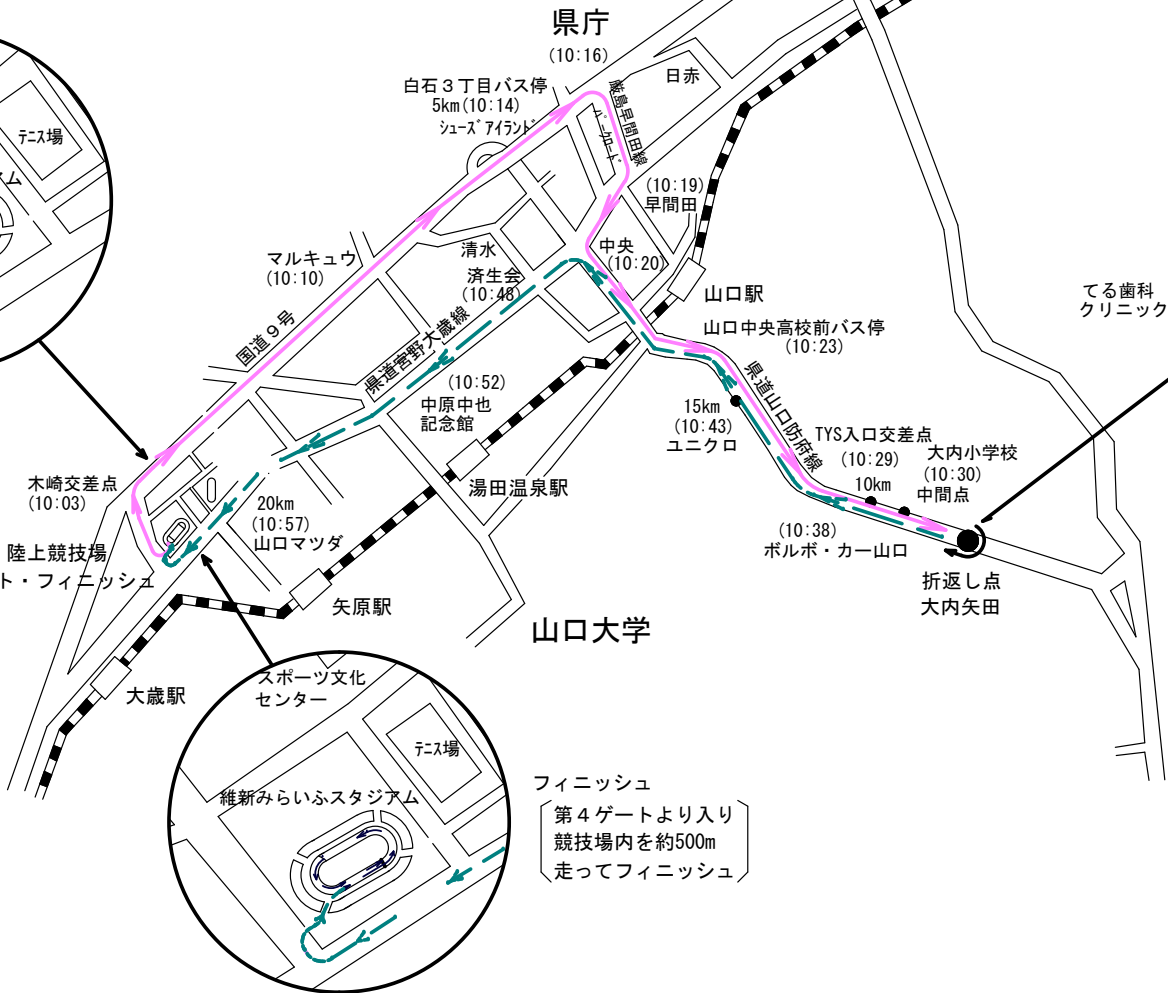 県庁
(10:16)
白石３丁目バス停
5km(10:14)
ｼｭｰｽﾞｱｲﾗﾝﾄﾞ
日赤
厳島早間田線
ﾊﾟｰｸﾛｰﾄﾞ
(10:19)
早間田
ﾃﾆｽ場
マルキュウ
(10:10)
清水
済生会
(10:48)
中央
(10:20)
山口駅
国道９号
県道宮野大歳線
山口中央高校前バス停
(10:23)
てる歯科
クリニック
(10:52)
中原中也
記念館
15km
(10:43)
ユニクロ
県道山口防府線
TYS入口交差点
(10:29)
10km
大内小学校
(10:30)
中間点
木崎交差点
(10:03)
湯田温泉駅
20km
(10:57)
山口マツダ
(10:38)
ボルボ・カー山口
陸上競技場
ト・フィニッシュ
折返し点
大内矢田
矢原駅
山口大学
大歳駅
スポーツ文化
センター
ﾃﾆｽ場
維新みらいふスタジアム
フィニッシュ
第４ゲートより入り
競技場内を約500m
走ってフィニッシュ